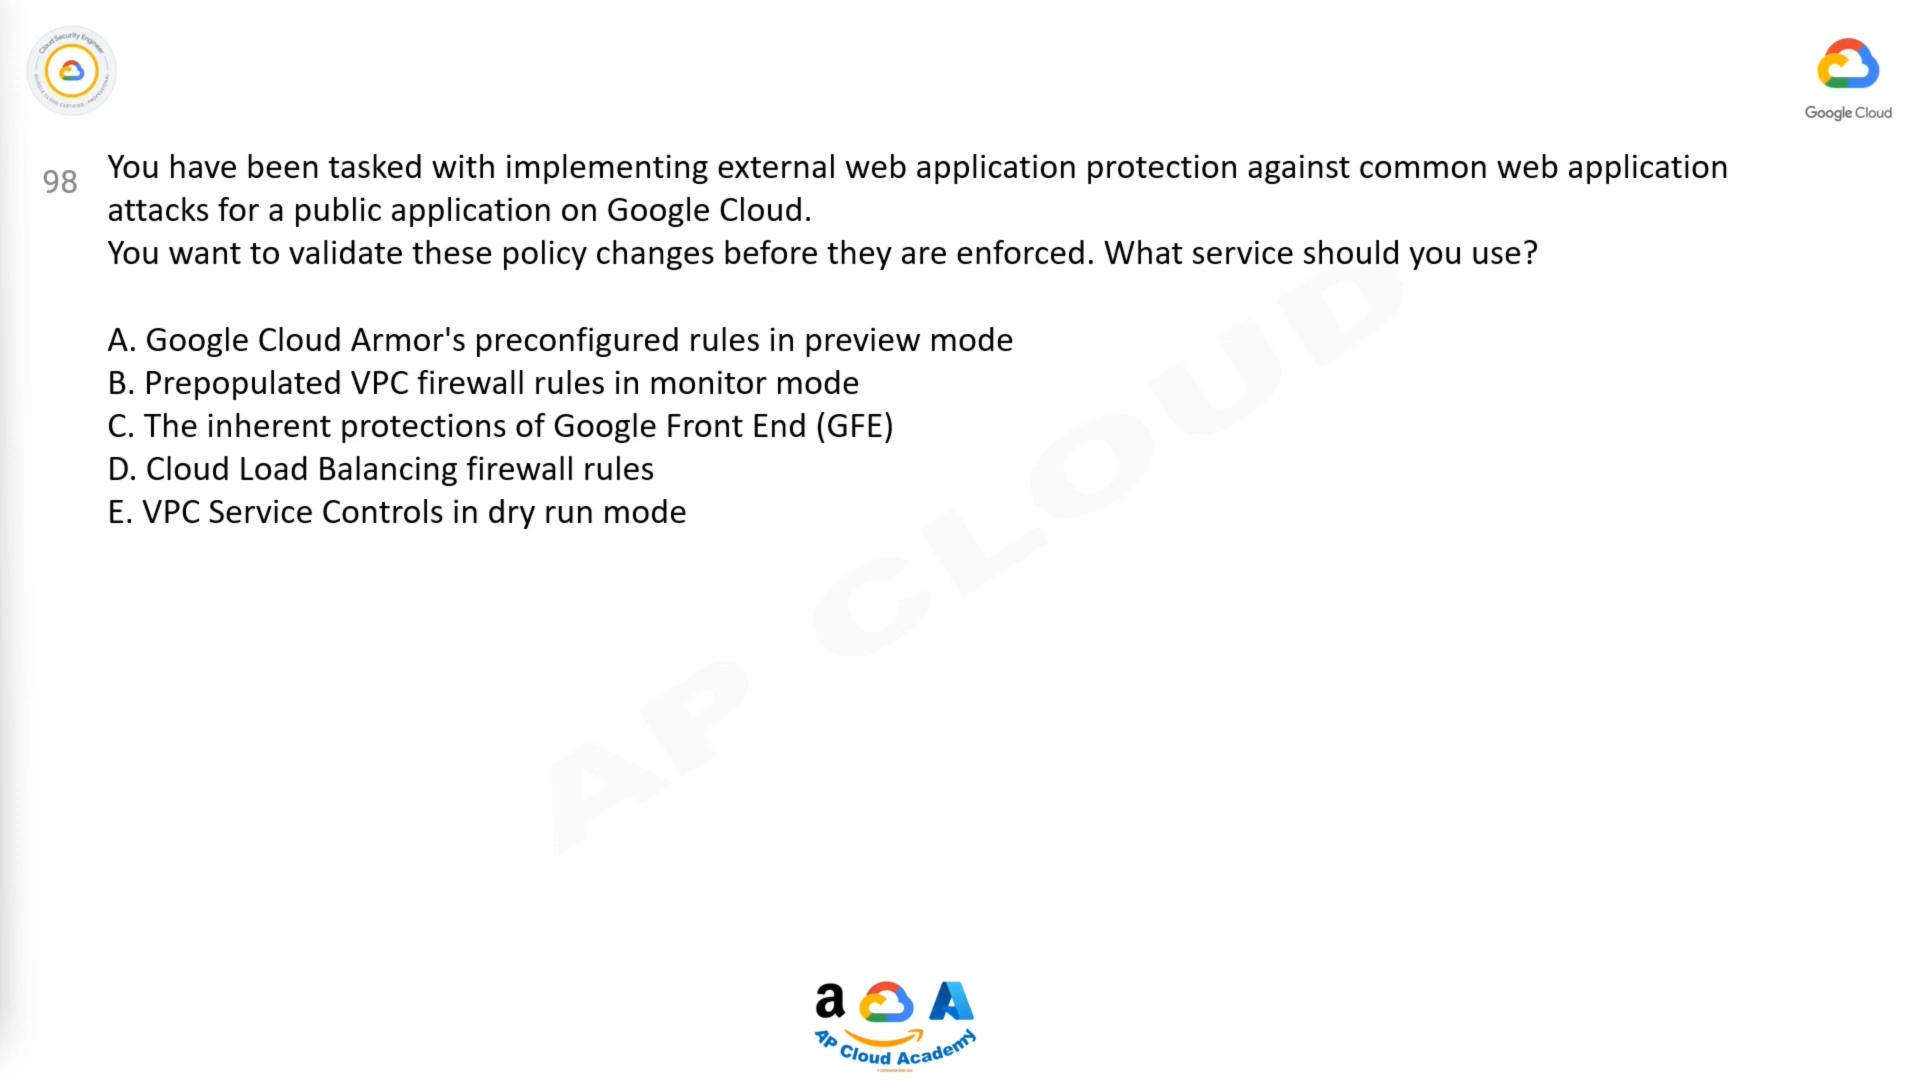 Cloud Security Engineer
Google Cloud
98
You have been tasked with implementing external web application protection against common web application
attacks for a public application on Google Cloud.
You want to validate these policy changes before they are enforced. What service should you use?
A. Google Cloud Armor's preconfigured rules in preview mode
B. Prepopulated VPC firewall rules in monitor mode
C. The inherent protections of Google Front End (GFE)
D. Cloud Load Balancing firewall rules
E. VPC Service Controls in dry run mode
AP CLOUD
a
AP Cloud Academy